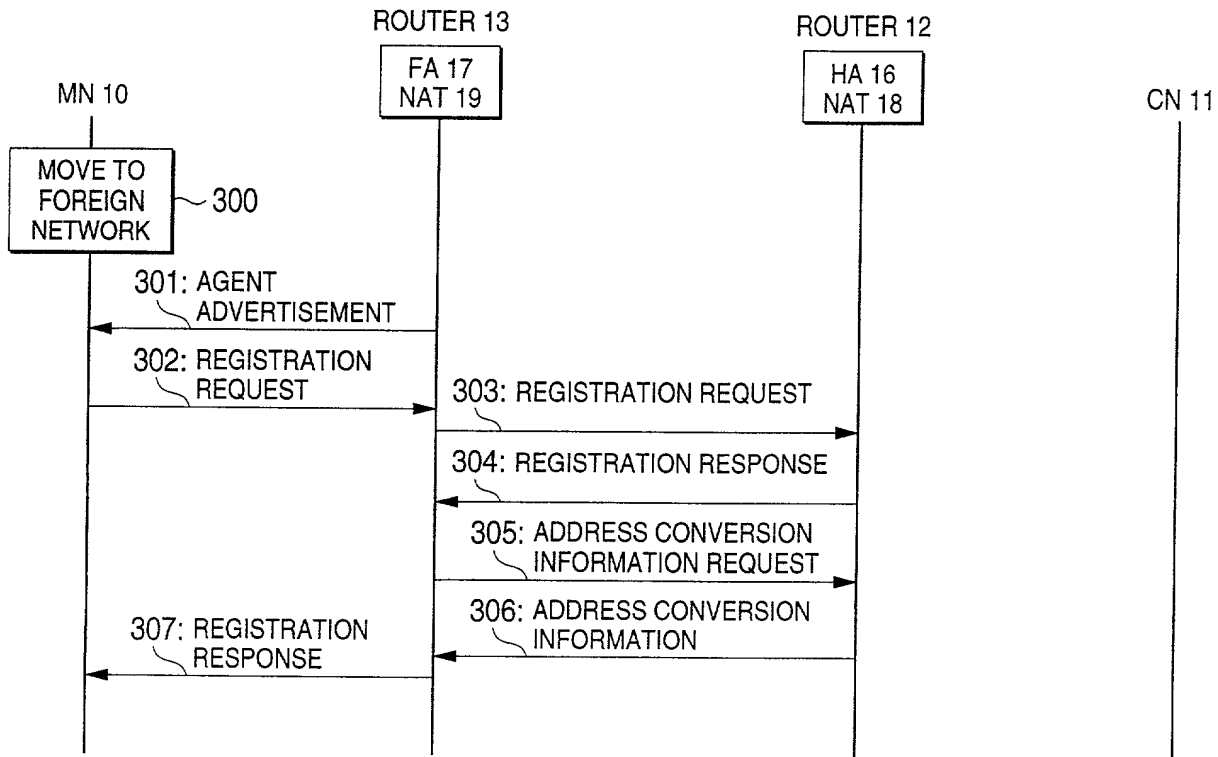 ROUTER 13
ROUTER 12
FA 17
NAT 19
HA 16
NAT 18
MN 10
CN 11
MOVE TO
FOREIGN
NETWORK
300
301: AGENT
ADVERTISEMENT
302: REGISTRATION
REQUEST
303: REGISTRATION REQUEST
304: REGISTRATION RESPONSE
305: ADDRESS CONVERSION
INFORMATION REQUEST
306: ADDRESS CONVERSION
INFORMATION
307: REGISTRATION
RESPONSE